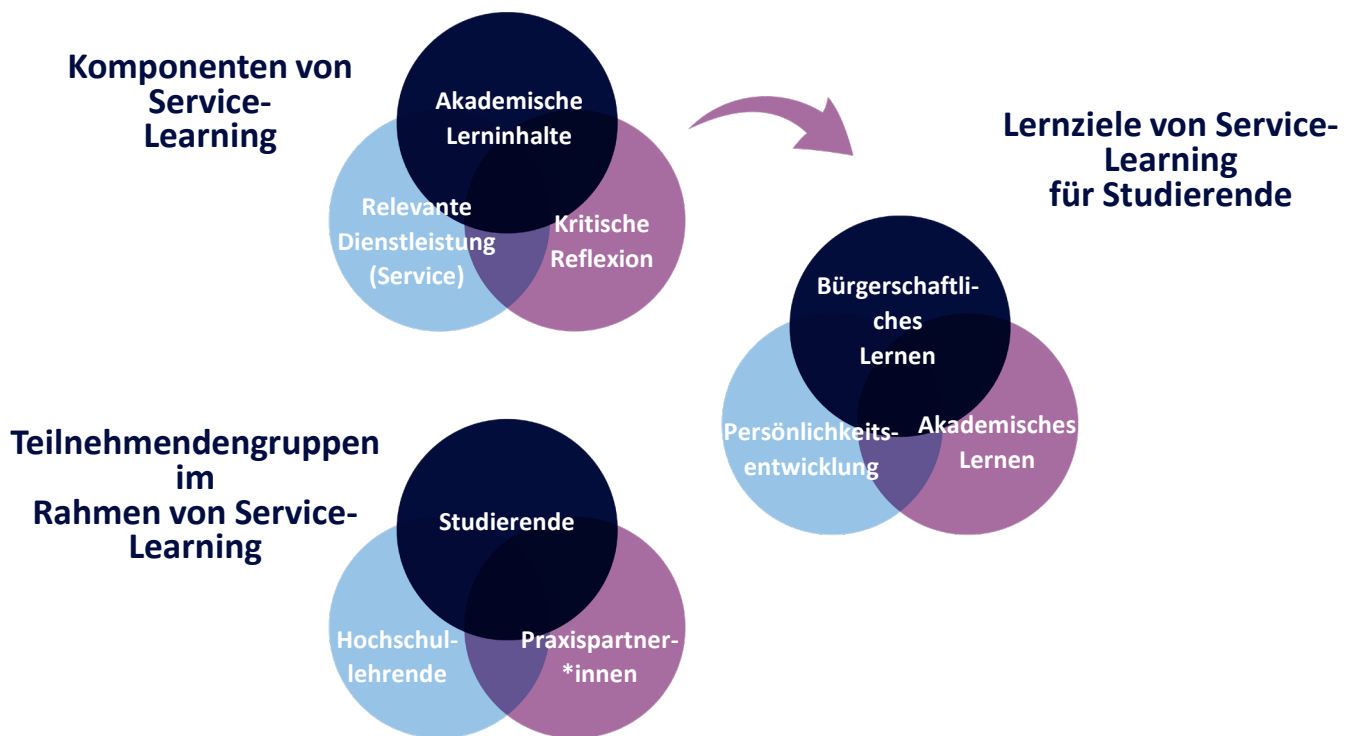 Komponenten von
Service-
Learning
Akademische
Lerninhalte
Relevante
Dienstleistung
(Service)
Kritische
Reflexion
Lernziele von Service-
Learning
für Studierende
Bürgerschaftli-
ches
Lernen
Persönlichkeits-
entwicklung
Akademisches
Lernen
Teilnehmendengruppen
im
Rahmen von Service-
Learning
Studierende
Hochschul-
lehrende
Praxispartner-
*innen